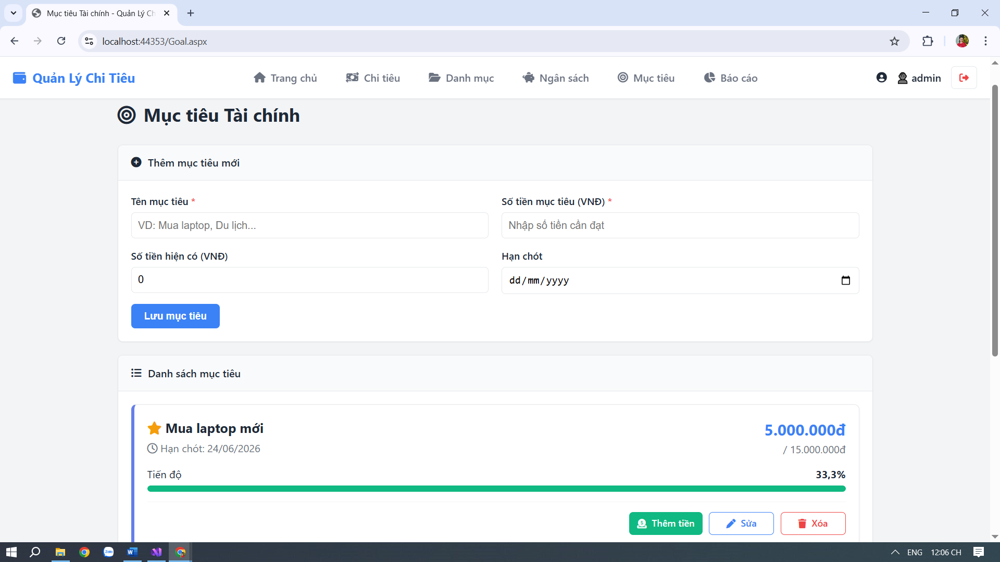 Mục tiêu Tài chính - Quản Lý Ch
localhost:44353/Goal.aspx
Quản Lý Chi Tiêu
Trang chủ
Chi tiêu
Danh mục
Ngân sách
Mục tiêu
Báo cáo
admin
Mục tiêu Tài chính
Thêm mục tiêu mới
Tên mục tiêu *
Số tiền mục tiêu (VNĐ) *
VD: Mua laptop, Du lịch...
Nhập số tiền cần đạt
Số tiền hiện có (VNĐ)
Hạn chót
0
dd/mm/yyyy
Lưu mục tiêu
Danh sách mục tiêu
Mua laptop mới
5.000.000đ
Hạn chót: 24/06/2026
/ 15.000.000đ
Tiến độ
33,3%
Thêm tiền
Sửa
Xóa
Zalo
W
ENG
12:06 CH